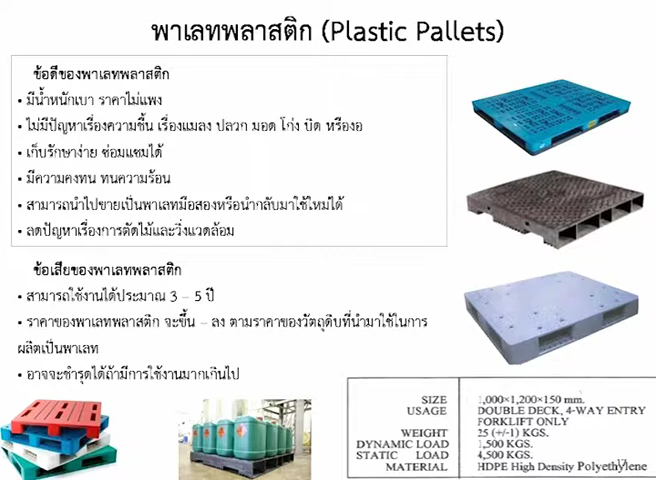 พาเลทพลาสติก (Plastic Pallets)
ข้อดีของพาเลทพลาสติก
• มีน้ำหนักเบา ราคาไม่แพง
• ไม่มีปัญหาเรื่องความชื้น เรื่องแมลง ปลวก มอด โก่ง บิด หรืองอ
• เก็บรักษาง่าย ซ่อมแซมได้
• มีความคงทน ทนความร้อน
• สามารถนำไปขายเป็นพาเลทมือสองหรือนำกลับมาใช้ใหม่ได้
• ลดปัญหาเรื่องการตัดไม้และวิ่งแวดล้อม
ข้อเสียของพาเลทพลาสติก
• สามารถใช้งานได้ประมาณ 3 – 5 ปี
• ราคาของพาเลทพลาสติก จะขึ้น – ลง ตามราคาของวัตถุดิบที่นำมาใช้ในการ
ผลิตเป็นพาเลท
• อาจจะชำรุดได้ถ้ามีการใช้งานมากเกินไป
SIZE 1,000×1,200×150 mm.
USAGE DOUBLE DECK, 4-WAY ENTRY
FORKLIFT ONLY
WEIGHT 25 (+/-1) KGS.
DYNAMIC LOAD 1,500 KGS.
STATIC LOAD 4,500 KGS.
MATERIAL HDPE High Density Polyethylene